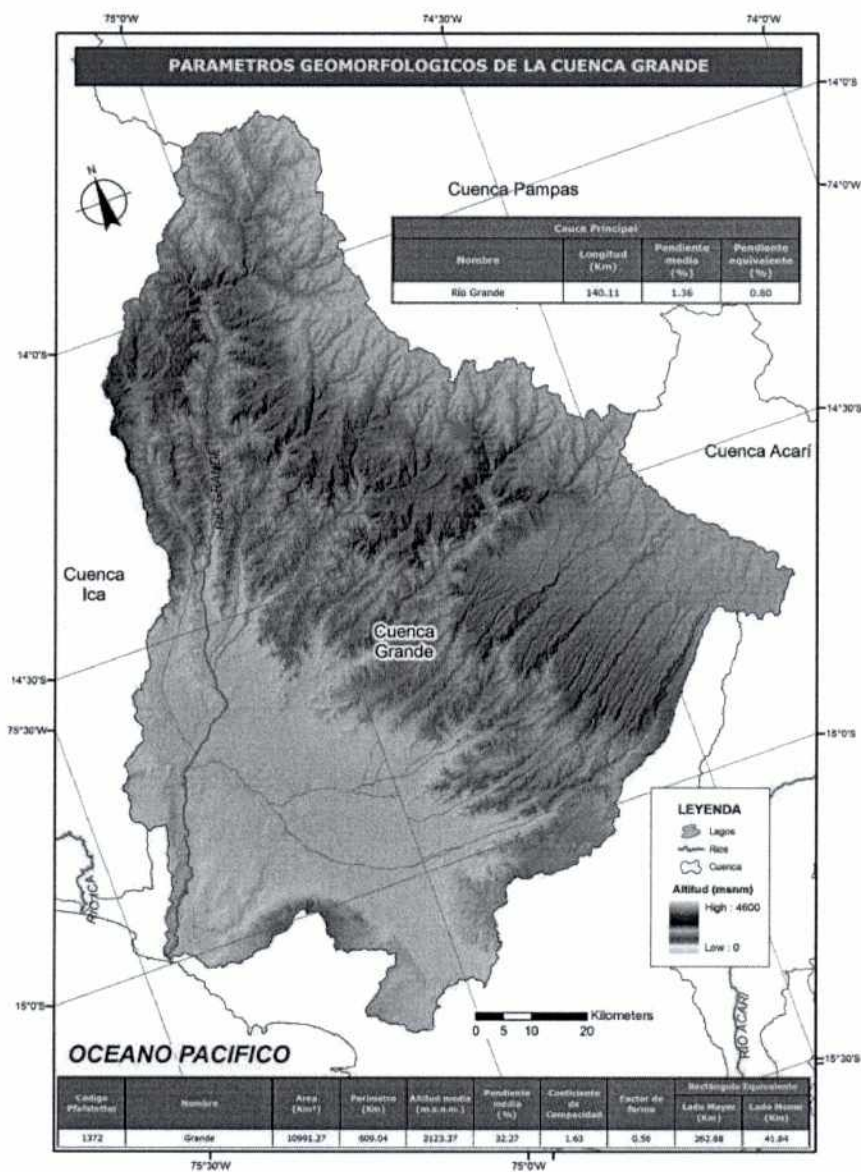 75°0'W 74°30'W 74°0'W
PARAMETROS GEOMORFOLOGICOS DE LA CUENCA GRANDE
14°0'S
74°0'W
N
Cuenca Pampas
Cauce Principal
Nombre Longitud (Km) Pendiente media (%) Pendiente equivalente (%)
Río Grande 140.11 1.36 0.80
14°0'S
14°30'S
Cuenca Acarí
RIO GRANDE
Cuenca
Ica
Cuenca
Grande
14°30'S
75°30'W
15°0'S
LEYENDA
Lagos
Rios
Cuenca
Altitud (msnm)
High : 4600
Low : 0
RIO ICA
15°0'S
0 5 10 20 Kilometers
RIO ACARÍ
OCEANO PACIFICO
15°30'S
Código Pfafstetter Nombre Area (Km²) Perímetro (Km) Altitud media (m.s.n.m.) Pendiente media (%) Coeficiente de Compacidad Factor de forma Rectángulo Equivalente
Lado Mayor (Km) Lado Menor (Km)
1372 Grande 10991.27 609.04 2123.37 32.27 1.63 0.56 262.68 41.84
75°30'W 75°0'W